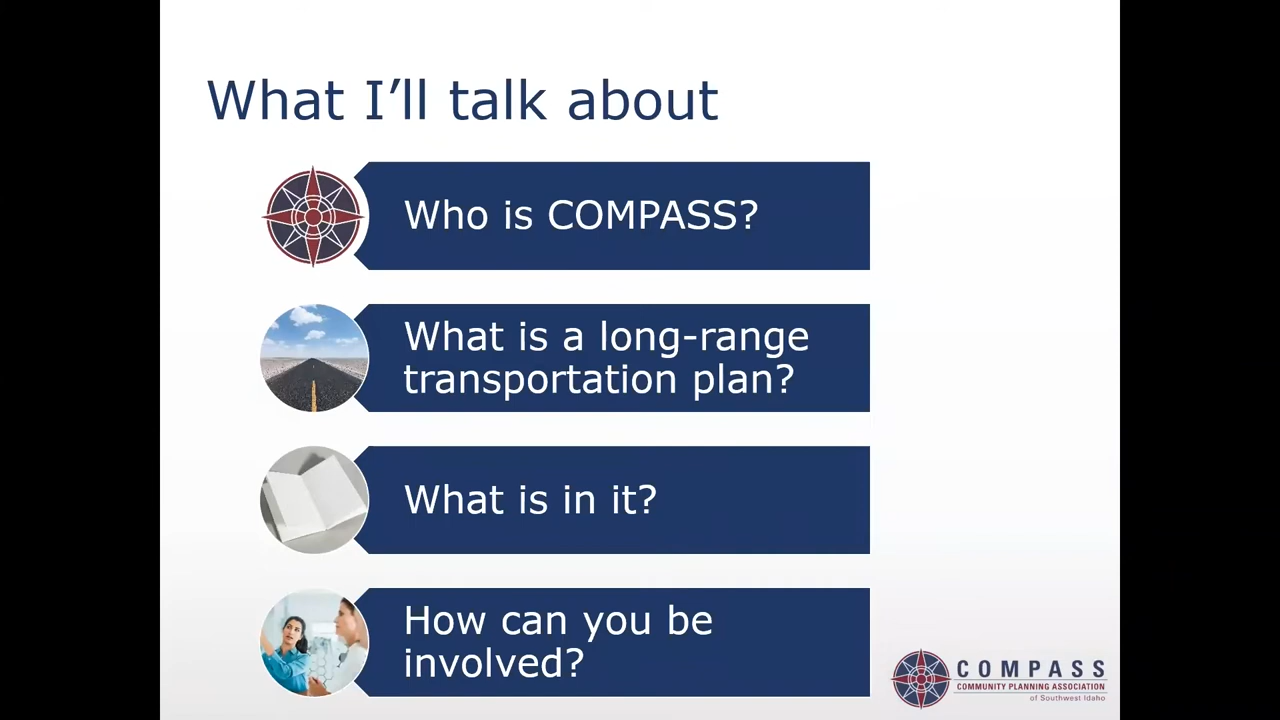 What I’ll talk about
Who is COMPASS?
What is a long-range
transportation plan?
What is in it?
How can you be
involved?
COMPASS
COMMUNITY PLANNING ASSOCIATION
of Southwest Idaho